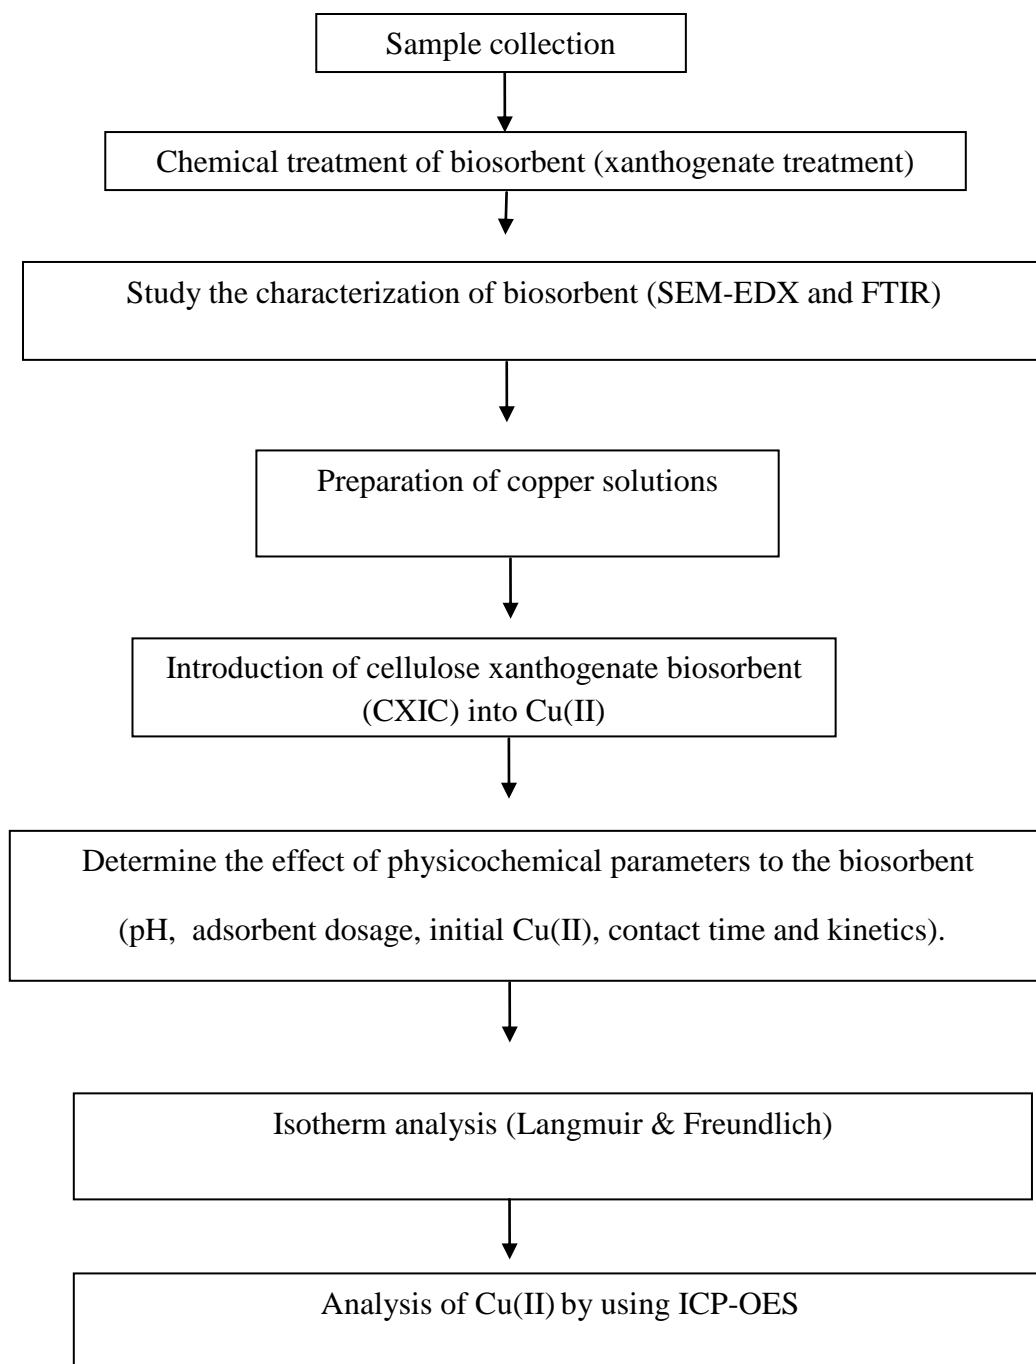 Sample collection
Chemical treatment of biosorbent (xanthogenate treatment)
Study the characterization of biosorbent (SEM-EDX and FTIR)
Preparation of copper solutions
Introduction of cellulose xanthogenate biosorbent
(CXIC) into Cu(II)
Determine the effect of physicochemical parameters to the biosorbent
(pH, adsorbent dosage, initial Cu(II), contact time and kinetics).
Isotherm analysis (Langmuir & Freundlich)
Analysis of Cu(II) by using ICP-OES